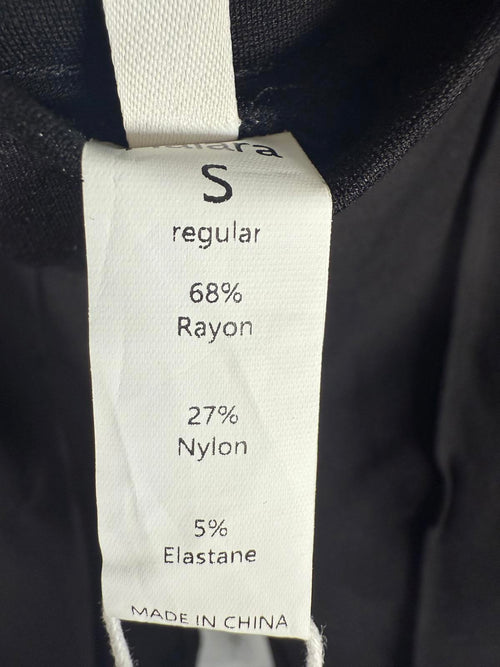 S
regular
68%
Rayon
27%
Nylon
5%
Elastane
MADE IN CHINA